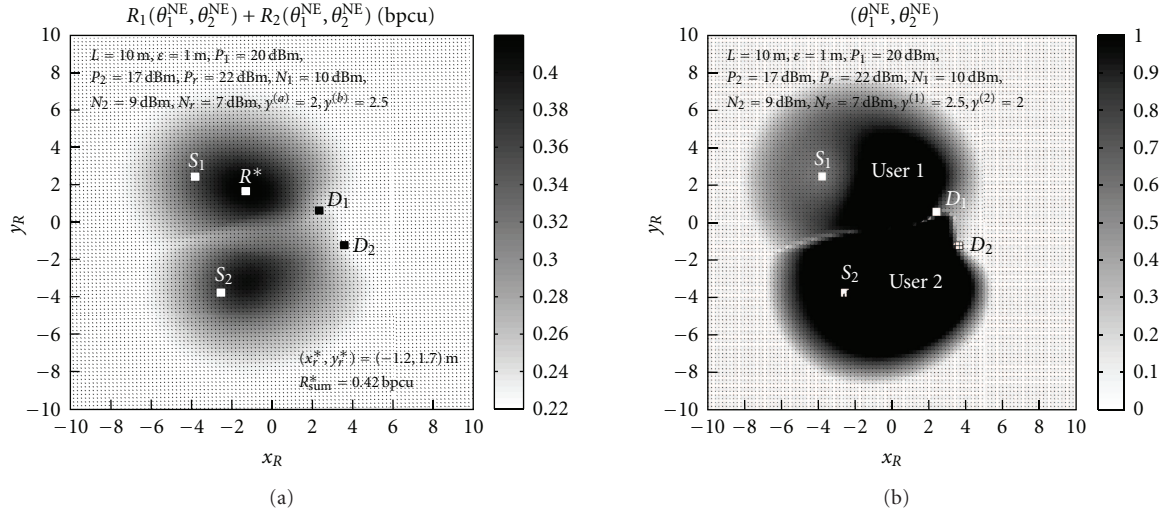 R₁(θ₁ᴺᴱ, θ₂ᴺᴱ) + R₂(θ₁ᴺᴱ, θ₂ᴺᴱ) (bpcu)
L = 10 m, ε = 1 m, P₁ = 20 dBm,
P₂ = 17 dBm, Pᵣ = 22 dBm, N₁ = 10 dBm,
N₂ = 9 dBm, Nᵣ = 7 dBm, γ⁽ᵃ⁾ = 2, γ⁽ᵇ⁾ = 2.5
10
8
6
4
2
0
−2
−4
−6
−8
−10
y_R
S₁
R*
D₁
D₂
S₂
(xᵣ*, yᵣ*) = (−1.2, 1.7) m
R*sum = 0.42 bpcu
−10 −8 −6 −4 −2 0 2 4 6 8 10
x_R
0.4
0.38
0.36
0.34
0.32
0.3
0.28
0.26
0.24
0.22
(a)
(θ₁ᴺᴱ, θ₂ᴺᴱ)
L = 10 m, ε = 1 m, P₁ = 20 dBm,
P₂ = 17 dBm, Pᵣ = 22 dBm, N₁ = 10 dBm,
N₂ = 9 dBm, Nᵣ = 7 dBm, γ⁽¹⁾ = 2.5, γ⁽²⁾ = 2
10
8
6
4
2
0
−2
−4
−6
−8
−10
y_R
S₁
User 1
D₁
D₂
S₂
User 2
−10 −8 −6 −4 −2 0 2 4 6 8 10
x_R
1
0.9
0.8
0.7
0.6
0.5
0.4
0.3
0.2
0.1
0
(b)